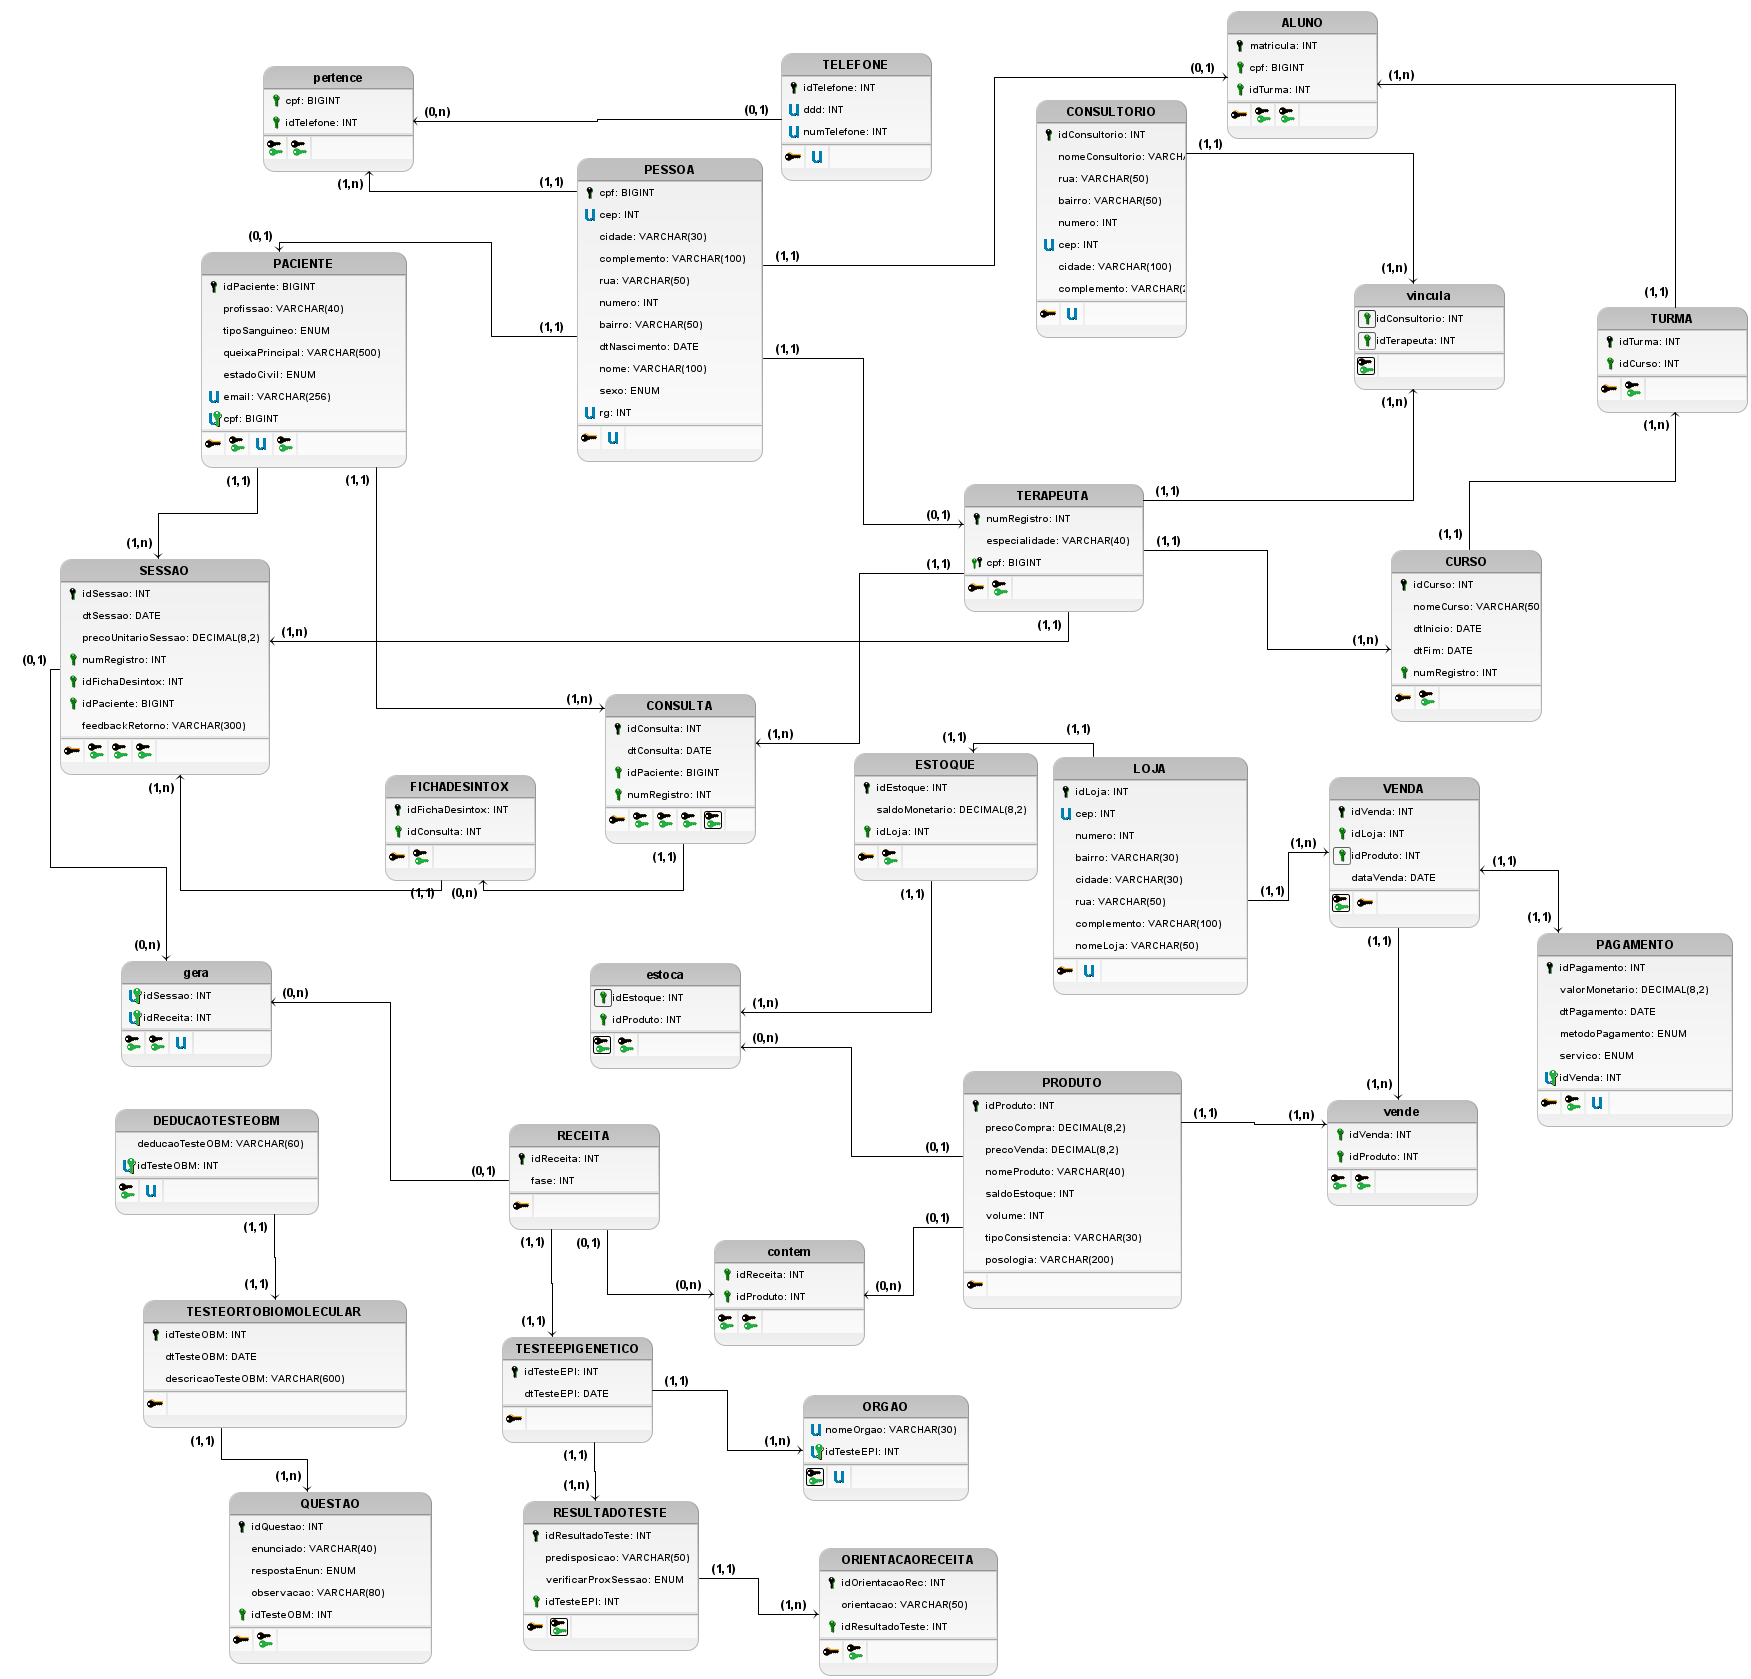 ALUNO
matricula: INT
cpf: BIGINT
idTurma: INT
(0,1)
(1,n)
TELEFONE
idTelefone: INT
ddd: INT
numTelefone: INT
(0,1)
pertence
cpf: BIGINT
idTelefone: INT
(0,n)
(1,n)
CONSULTORIO
idConsultorio: INT
nomeConsultorio: VARCHA
rua: VARCHAR(50)
bairro: VARCHAR(50)
numero: INT
cep: INT
cidade: VARCHAR(100)
complemento: VARCHAR(2
(1,1)
(1,n)
PESSOA
cpf: BIGINT
cep: INT
cidade: VARCHAR(30)
complemento: VARCHAR(100)
rua: VARCHAR(50)
numero: INT
bairro: VARCHAR(50)
dtNascimento: DATE
nome: VARCHAR(100)
sexo: ENUM
rg: INT
(1,1)
(1,1)
(1,1)
(1,1)
(0,1)
PACIENTE
idPaciente: BIGINT
profissao: VARCHAR(40)
tipoSanguineo: ENUM
queixaPrincipal: VARCHAR(500)
estadoCivil: ENUM
email: VARCHAR(256)
cpf: BIGINT
(1,1)
(1,1)
vincula
idConsultorio: INT
idTerapeuta: INT
(1,n)
(1,1)
TURMA
idTurma: INT
idCurso: INT
(1,n)
TERAPEUTA
numRegistro: INT
especialidade: VARCHAR(40)
cpf: BIGINT
(0,1)
(1,1)
(1,1)
(1,1)
(1,1)
(1,1)
CURSO
idCurso: INT
nomeCurso: VARCHAR(50
dtInicio: DATE
dtFim: DATE
numRegistro: INT
(1,n)
(1,n)
SESSAO
idSessao: INT
dtSessao: DATE
precoUnitarioSessao: DECIMAL(8,2)
numRegistro: INT
idFichaDesintox: INT
idPaciente: BIGINT
feedbackRetorno: VARCHAR(300)
(1,n)
(0,1)
(1,n)
(1,n)
CONSULTA
idConsulta: INT
dtConsulta: DATE
idPaciente: BIGINT
numRegistro: INT
(1,n)
(1,1)
FICHADESINTOX
idFichaDesintox: INT
idConsulta: INT
(1,1)
(0,n)
(1,1)
(1,1)
ESTOQUE
idEstoque: INT
saldoMonetario: DECIMAL(8,2)
idLoja: INT
(1,1)
LOJA
idLoja: INT
cep: INT
numero: INT
bairro: VARCHAR(30)
cidade: VARCHAR(30)
rua: VARCHAR(50)
complemento: VARCHAR(100)
nomeLoja: VARCHAR(50)
(1,1)
(1,n)
VENDA
idVenda: INT
idLoja: INT
idProduto: INT
dataVenda: DATE
(1,1)
(1,1)
(1,1)
PAGAMENTO
idPagamento: INT
valorMonetario: DECIMAL(8,2)
dtPagamento: DATE
metodoPagamento: ENUM
servico: ENUM
idVenda: INT
(0,n)
gera
idSessao: INT
idReceita: INT
(0,n)
estoca
idEstoque: INT
idProduto: INT
(1,n)
(0,n)
PRODUTO
idProduto: INT
precoCompra: DECIMAL(8,2)
precoVenda: DECIMAL(8,2)
nomeProduto: VARCHAR(40)
saldoEstoque: INT
volume: INT
tipoConsistencia: VARCHAR(30)
posologia: VARCHAR(200)
(0,1)
(0,1)
(1,1)
(1,n)
(1,n)
vende
idVenda: INT
idProduto: INT
DEDUCAOTESTEOBM
deducaoTesteOBM: VARCHAR(60)
idTesteOBM: INT
(1,1)
RECEITA
idReceita: INT
fase: INT
(0,1)
(1,1)
(0,1)
contem
idReceita: INT
idProduto: INT
(0,n)
(0,n)
(1,1)
TESTEORTOBIOMOLECULAR
idTesteOBM: INT
dtTesteOBM: DATE
descricaoTesteOBM: VARCHAR(600)
(1,1)
(1,1)
TESTEEPIGENETICO
idTesteEPI: INT
dtTesteEPI: DATE
(1,1)
(1,1)
(1,n)
ORGAO
nomeOrgao: VARCHAR(30)
idTesteEPI: INT
(1,n)
QUESTAO
idQuestao: INT
enunciado: VARCHAR(40)
respostaEnun: ENUM
observacao: VARCHAR(80)
idTesteOBM: INT
(1,n)
RESULTADOTESTE
idResultadoTeste: INT
predisposicao: VARCHAR(50)
verificarProxSessao: ENUM
idTesteEPI: INT
(1,1)
(1,n)
ORIENTACAORECEITA
idOrientacaoRec: INT
orientacao: VARCHAR(50)
idResultadoTeste: INT